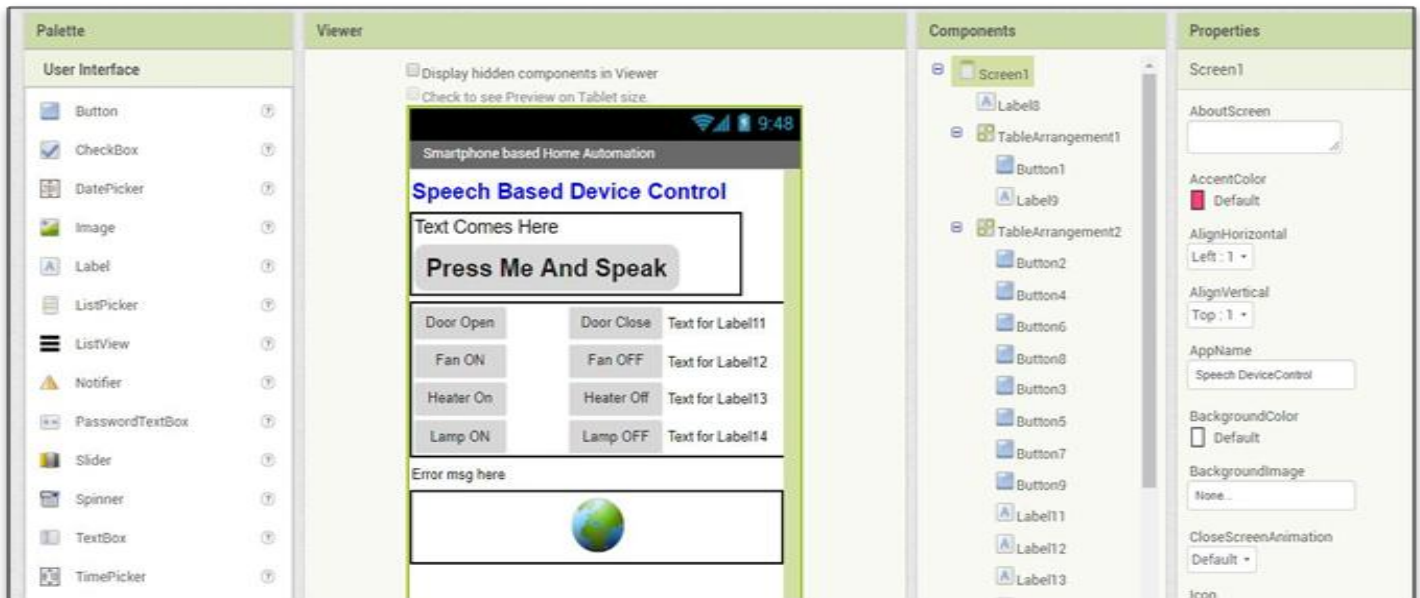 Palette
User Interface
Button
CheckBox
DatePicker
Image
Label
ListPicker
ListView
Notifier
PasswordTextBox
Slider
Spinner
TextBox
TimePicker
Viewer
Display hidden components in Viewer
Check to see Preview on Tablet size.
9:48
Smartphone based Home Automation
Speech Based Device Control
Text Comes Here
Press Me And Speak
Door Open Door Close Text for Label11
Fan ON Fan OFF Text for Label12
Heater On Heater Off Text for Label13
Lamp ON Lamp OFF Text for Label14
Error msg here
Components
Screen1
Label8
TableArrangement1
Button1
Label9
TableArrangement2
Button2
Button4
Button6
Button8
Button3
Button5
Button7
Button9
Label11
Label12
Label13
Properties
Screen1
AboutScreen
AccentColor
Default
AlignHorizontal
Left : 1
AlignVertical
Top : 1
AppName
Speech DeviceControl
BackgroundColor
Default
BackgroundImage
None...
CloseScreenAnimation
Default
Icon